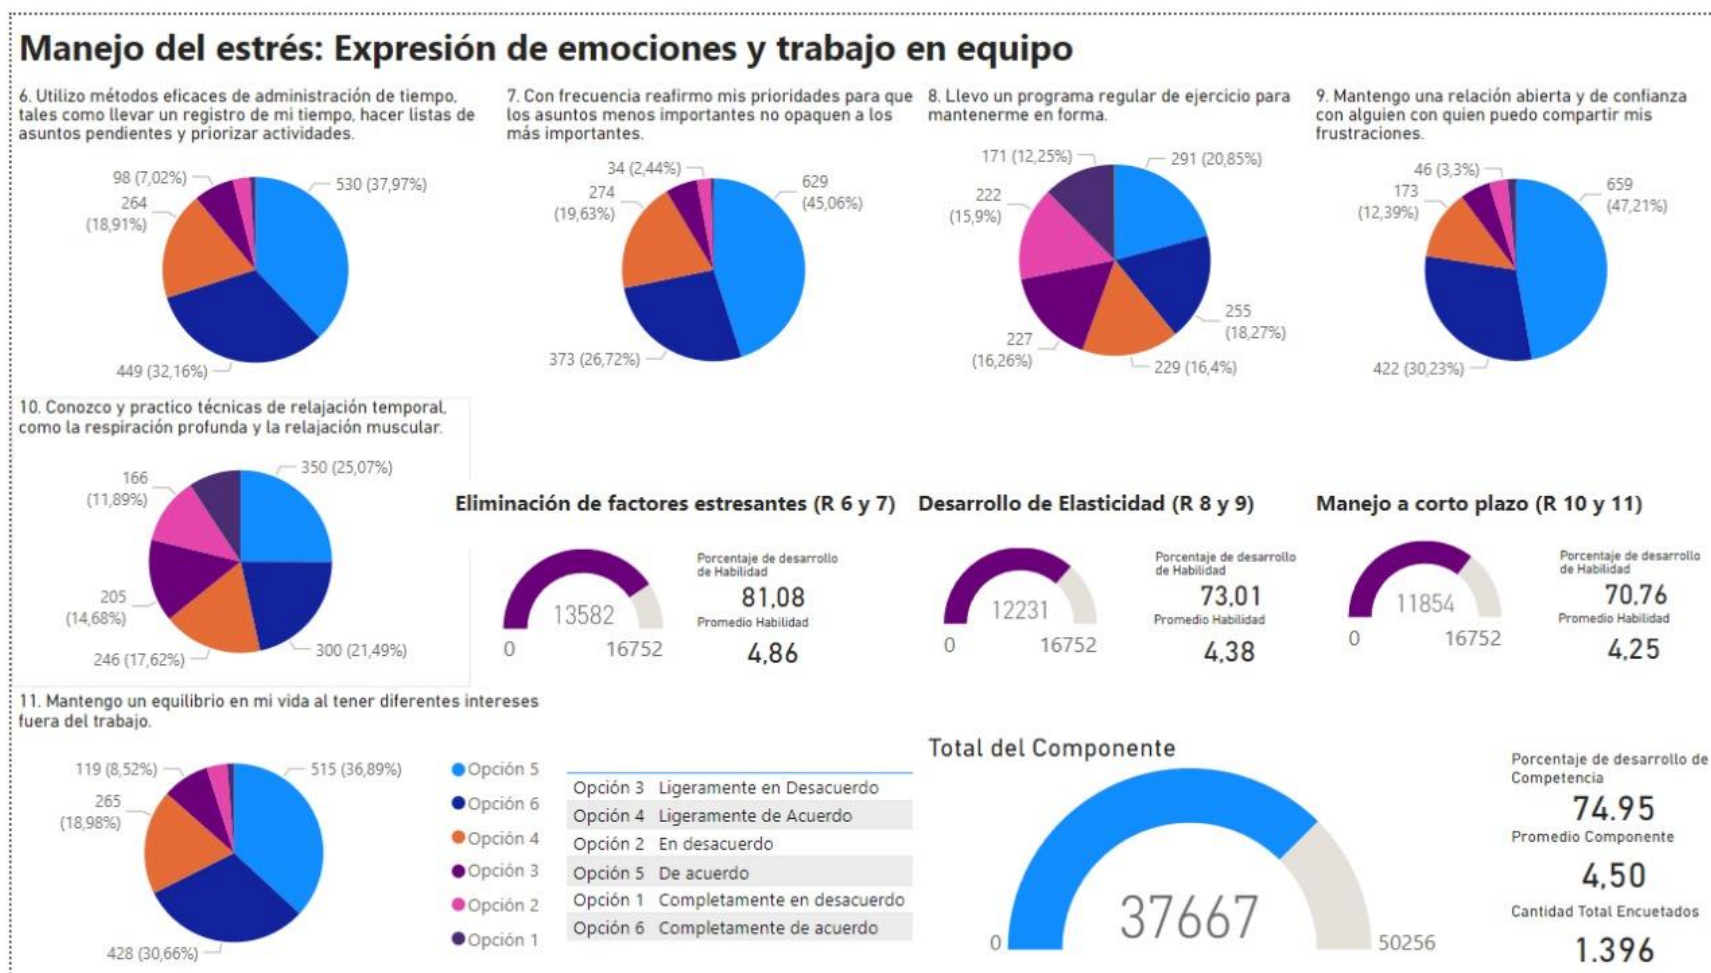 Manejo del estrés: Expresión de emociones y trabajo en equipo
6. Utilizo métodos eficaces de administración de tiempo,
tales como llevar un registro de mi tiempo, hacer listas de
asuntos pendientes y priorizar actividades.
98 (7,02%)
530 (37,97%)
264
(18,91%)
449 (32,16%)
7. Con frecuencia reafirmo mis prioridades para que
los asuntos menos importantes no opaquen a los
más importantes.
34 (2,44%)
629
(45,06%)
274
(19,63%)
373 (26,72%)
8. Llevo un programa regular de ejercicio para
mantenerme en forma.
171 (12,25%)
291 (20,85%)
222
(15,9%)
255
(18,27%)
227
(16,26%)
229 (16,4%)
9. Mantengo una relación abierta y de confianza
con alguien con quien puedo compartir mis
frustraciones.
46 (3,3%)
659
(47,21%)
173
(12,39%)
422 (30,23%)
10. Conozco y practico técnicas de relajación temporal,
como la respiración profunda y la relajación muscular.
350 (25,07%)
166
(11,89%)
205
(14,68%)
246 (17,62%)
300 (21,49%)
Eliminación de factores estresantes (R 6 y 7)
13582
0
16752
Porcentaje de desarrollo
de Habilidad
81,08
Promedio Habilidad
4,86
Desarrollo de Elasticidad (R 8 y 9)
12231
0
16752
Porcentaje de desarrollo
de Habilidad
73,01
Promedio Habilidad
4,38
Manejo a corto plazo (R 10 y 11)
11854
0
16752
Porcentaje de desarrollo
de Habilidad
70,76
Promedio Habilidad
4,25
11. Mantengo un equilibrio en mi vida al tener diferentes intereses
fuera del trabajo.
119 (8,52%)
515 (36,89%)
265
(18,98%)
428 (30,66%)
Opción 5
Opción 6
Opción 4
Opción 3
Opción 2
Opción 1
Opción 3 Ligeramente en Desacuerdo
Opción 4 Ligeramente de Acuerdo
Opción 2 En desacuerdo
Opción 5 De acuerdo
Opción 1 Completamente en desacuerdo
Opción 6 Completamente de acuerdo
Total del Componente
37667
0
50256
Porcentaje de desarrollo de
Competencia
74,95
Promedio Componente
4,50
Cantidad Total Encuetados
1.396